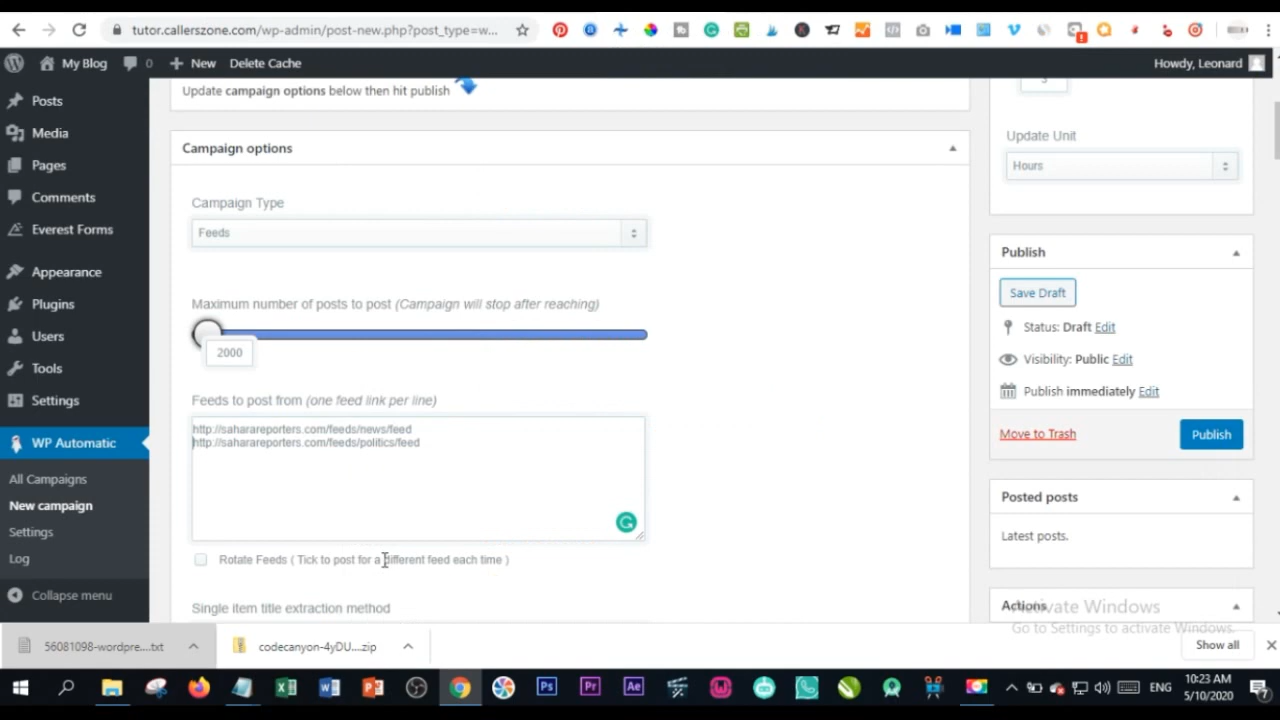 tutor.callerszone.com/wp-admin/post-new.php?post_type=w...
My Blog 0 New Delete Cache Howdy, Leonard
Posts
Media
Pages
Comments
Everest Forms
Appearance
Plugins
Users
Tools
Settings
WP Automatic
All Campaigns
New campaign
Settings
Log
Collapse menu
Update campaign options below then hit publish
Campaign options
Campaign Type
Feeds
Maximum number of posts to post (Campaign will stop after reaching)
2000
Feeds to post from (one feed link per line)
http://saharareporters.com/feeds/news/feed
http://saharareporters.com/feeds/politics/feed
Rotate Feeds ( Tick to post for a different feed each time )
Single item title extraction method
Update Unit
Hours
Publish
Save Draft
Status: Draft Edit
Visibility: Public Edit
Publish immediately Edit
Move to Trash
Publish
Posted posts
Latest posts.
Actions
Activate Windows
Go to Settings to activate Windows.
56081098-wordpre....txt
codecanyon-4yDU....zip
Show all
ENG
10:23 AM
5/10/2020